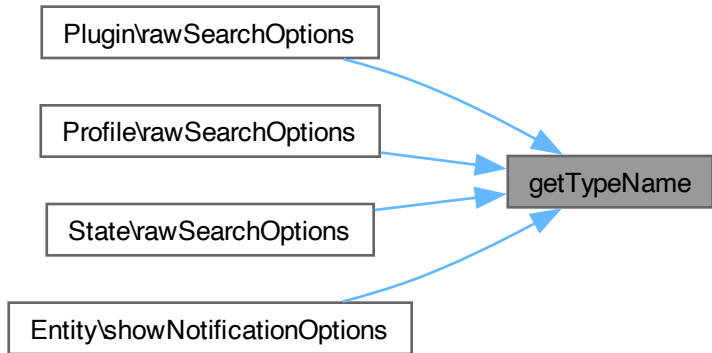 Plugin\rawSearchOptions
Profile\rawSearchOptions
getTypeName
State\rawSearchOptions
Entity\showNotificationOptions